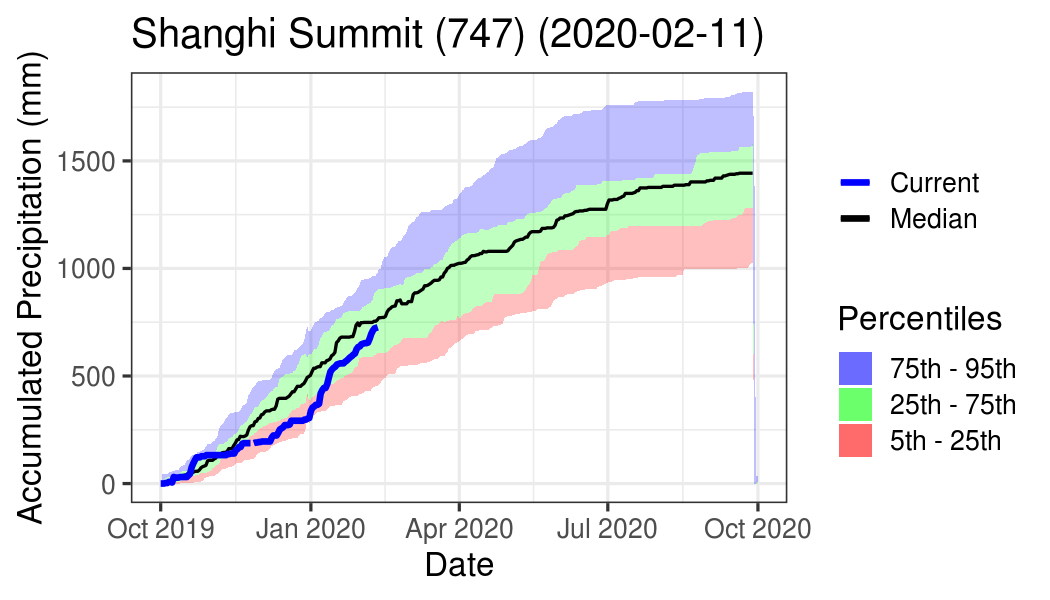 Shanghi Summit (747) (2020-02-11)
Accumulated Precipitation (mm)
1500
1000
500
0
Oct 2019
Jan 2020
Apr 2020
Jul 2020
Oct 2020
Date
Current
Median
Percentiles
75th - 95th
25th - 75th
5th - 25th